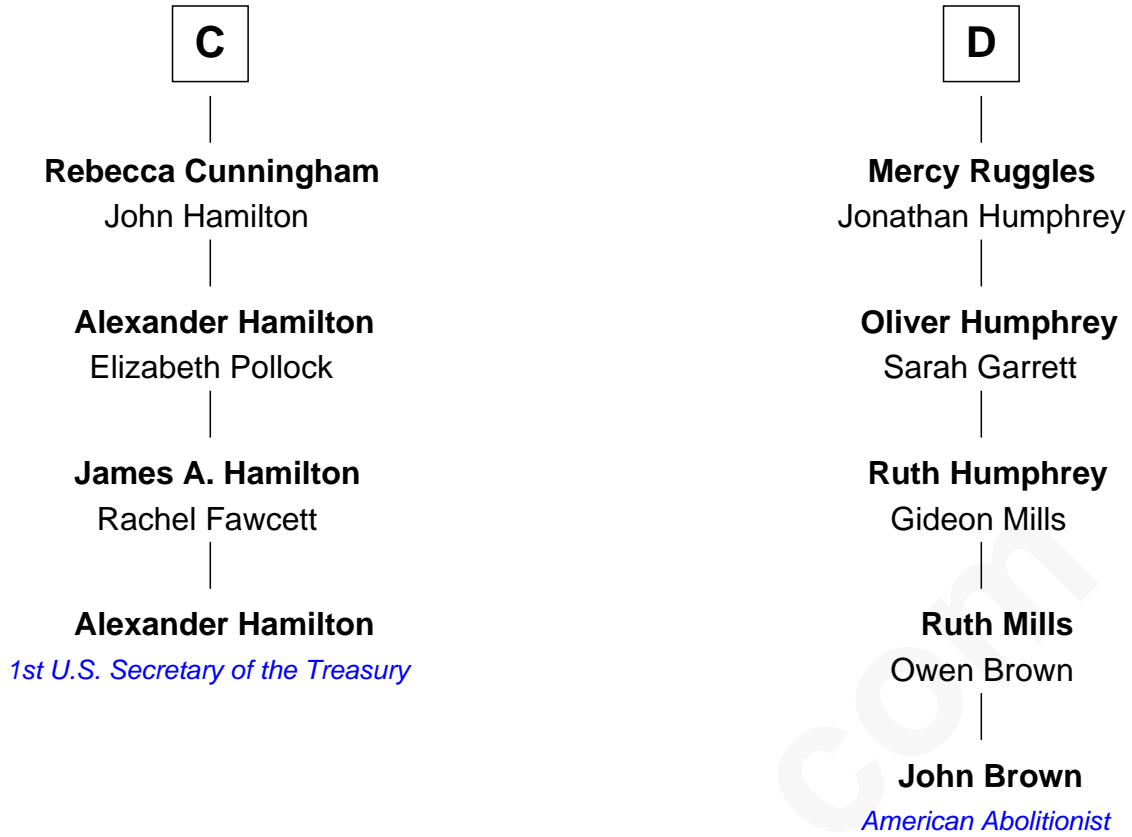 C
Rebecca Cunningham
John Hamilton
Alexander Hamilton
Elizabeth Pollock
James A. Hamilton
Rachel Fawcett
Alexander Hamilton
1st U.S. Secretary of the Treasury
D
Mercy Ruggles
Jonathan Humphrey
Oliver Humphrey
Sarah Garrett
Ruth Humphrey
Gideon Mills
Ruth Mills
Owen Brown
John Brown
American Abolitionist
com